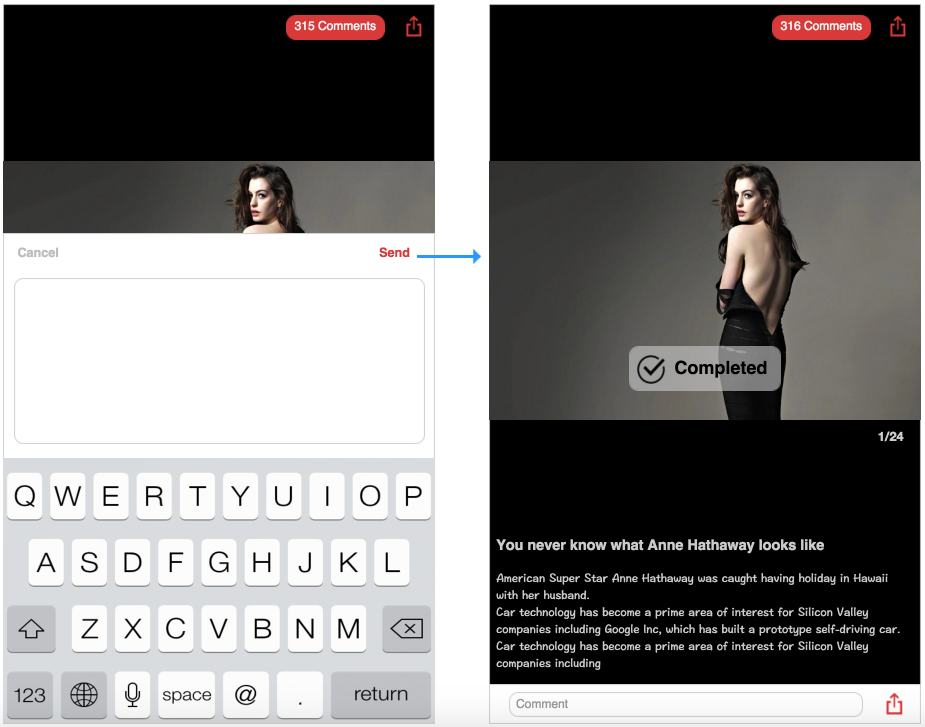 315 Comments
Cancel
Send
Q W E R T Y U I O P
A S D F G H J K L
Z X C V B N M
123
space
@
.
return
316 Comments
Completed
1/24
You never know what Anne Hathaway looks like
American Super Star Anne Hathaway was caught having holiday in Hawaii
with her husband.
Car technology has become a prime area of interest for Silicon Valley
companies including Google Inc, which has built a prototype self-driving car.
Car technology has become a prime area of interest for Silicon Valley
companies including
Comment